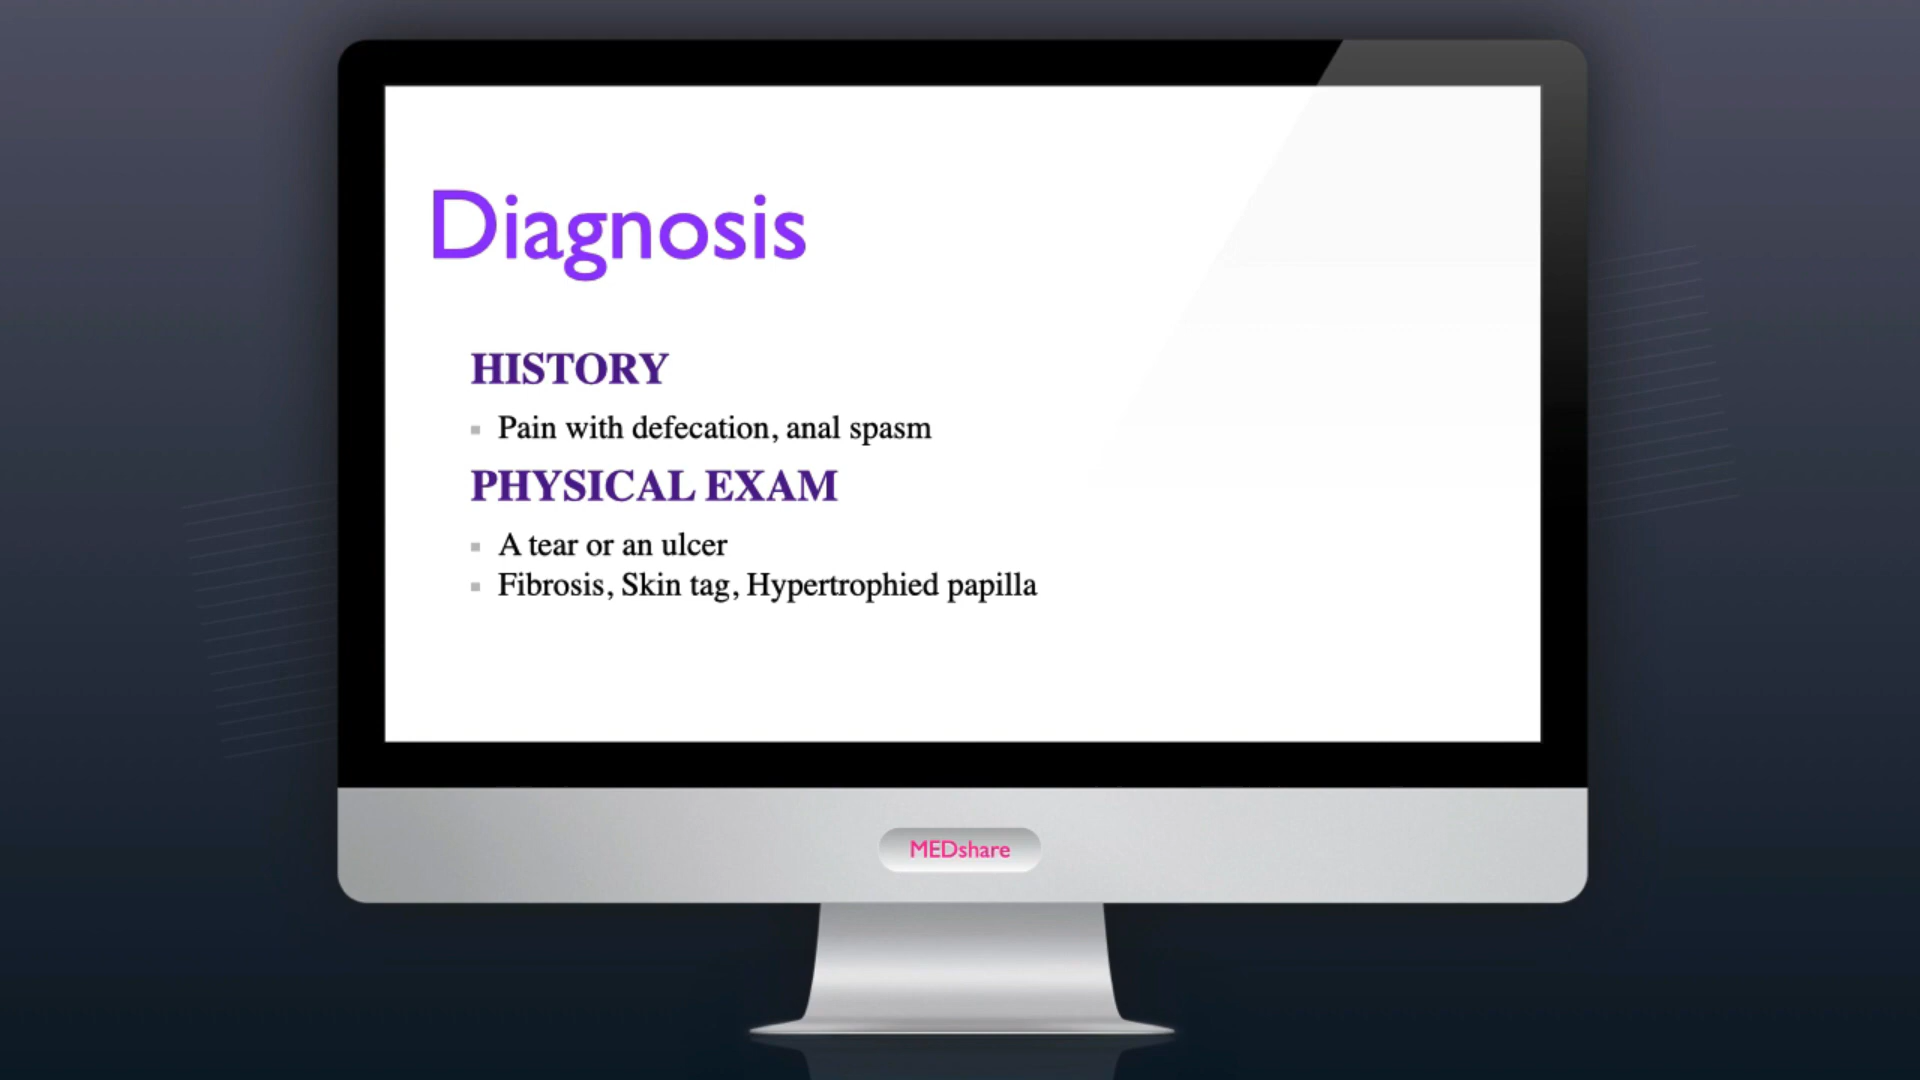 Diagnosis
HISTORY
▪ Pain with defecation, anal spasm
PHYSICAL EXAM
▪ A tear or an ulcer
▪ Fibrosis, Skin tag, Hypertrophied papilla
MEDshare